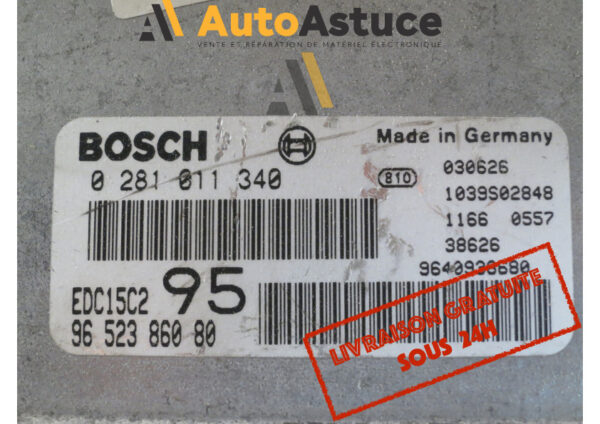 AutoAstuce
VENTE ET RÉPARATION DE MATÉRIEL ÉLECTRONIQUE
BOSCH
Made in Germany
0 281 011 340
810
030626
1039S02848
1166 0557
38626
9640938680
EDC15C2 95
96 523 860 80
LIVRAISON GRATUITE
SOUS 24H